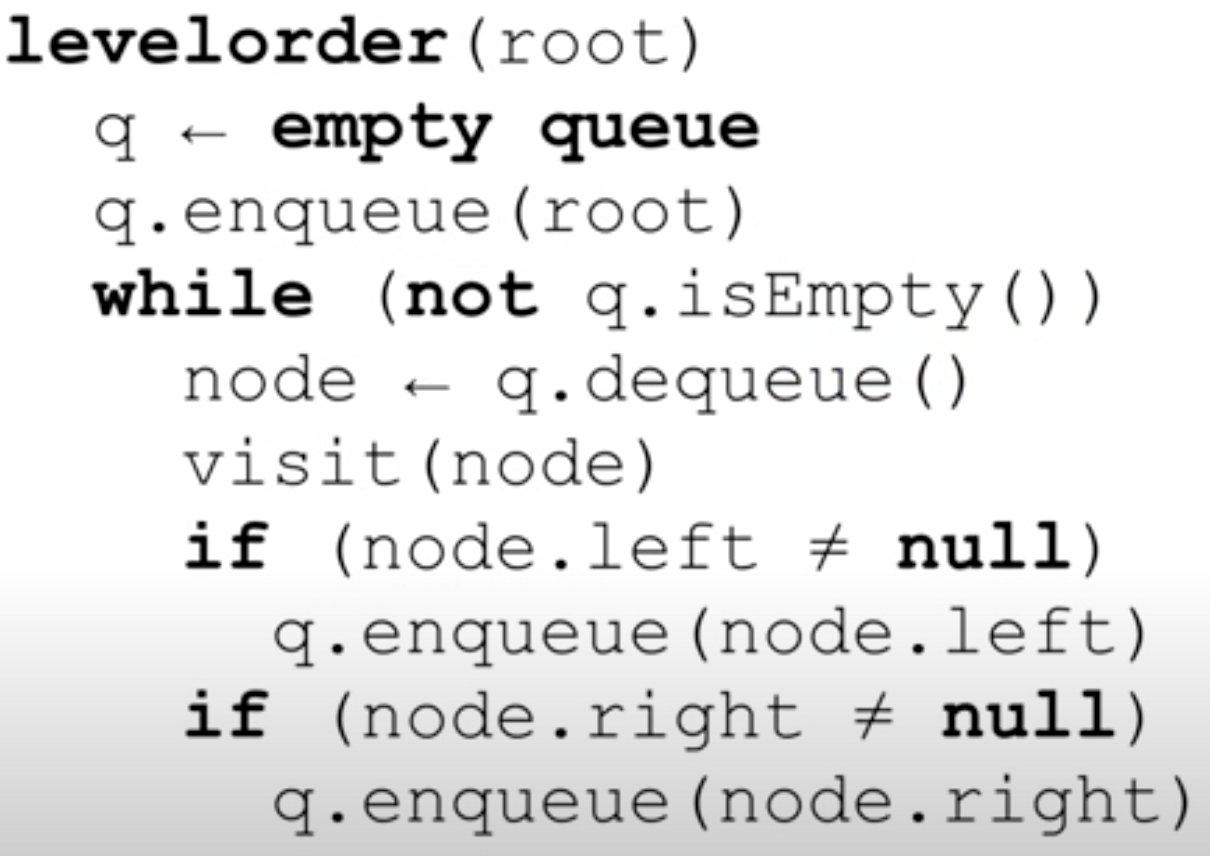 levelorder(root)
q ← empty queue
q.enqueue(root)
while (not q.isEmpty())
node ← q.dequeue()
visit(node)
if (node.left ≠ null)
q.enqueue(node.left)
if (node.right ≠ null)
q.enqueue(node.right)